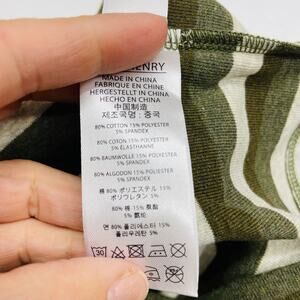 HENRY
MADE IN CHINA
FABRIQUE EN CHINE
HERGESTELLT IN CHINA
HECHO EN CHINA
中国制造
제조국명 : 중국
80% COTTON 15% POLYESTER
5% SPANDEX
80% COTON 15% POLYESTER
5% ÉLASTHANNE
80% BAUMWOLLE 15% POLYESTER
5% SPANDEX
80% ALGODON 15% POLYESTER
5% SPANDEX
綿 80% ポリエステル 15%
ポリウレタン 5%
80% 棉 15% 聚酯
5% 氨纶
면 80% 폴리에스터 15%
폴리우레탄 5%
30